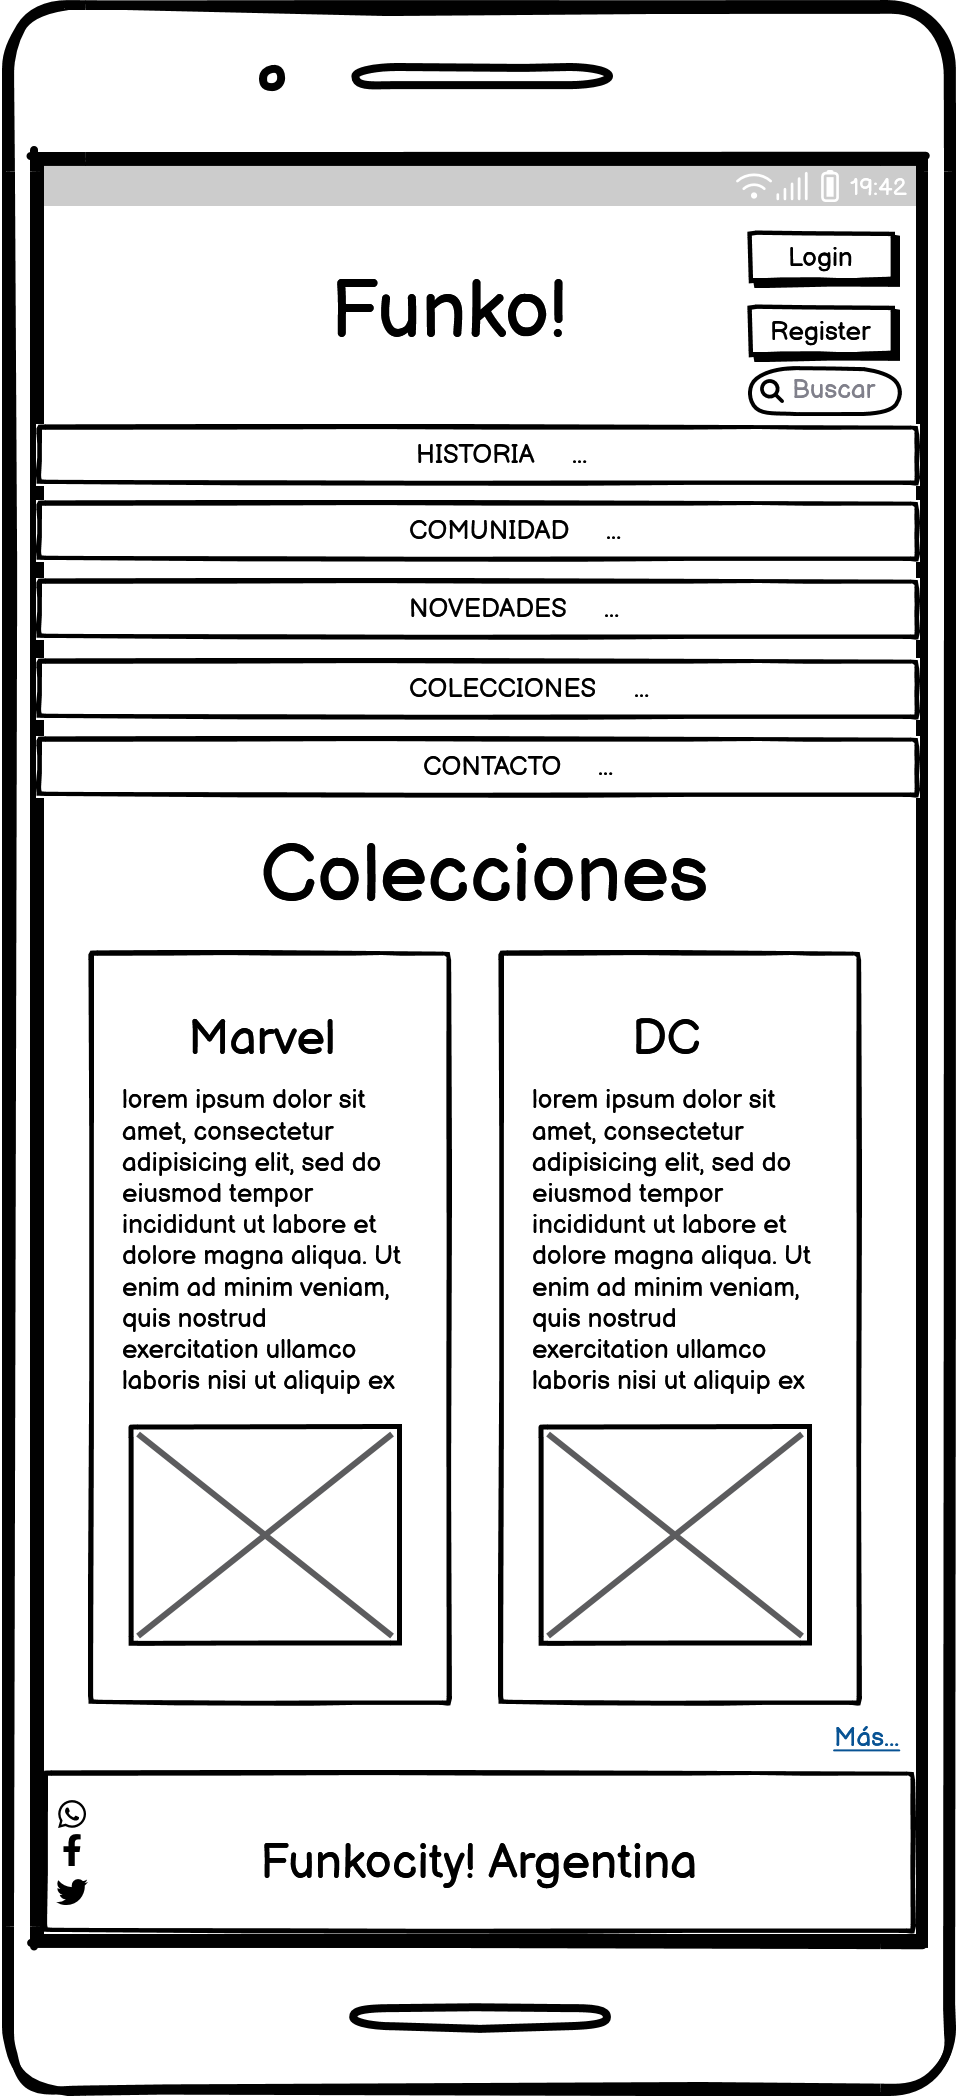 19:42
Login
Funko!
Register
Buscar
HISTORIA ...
COMUNIDAD ...
NOVEDADES ...
COLECCIONES ...
CONTACTO ...
Colecciones
Marvel
lorem ipsum dolor sit
amet, consectetur
adipisicing elit, sed do
eiusmod tempor
incididunt ut labore et
dolore magna aliqua. Ut
enim ad minim veniam,
quis nostrud
exercitation ullamco
laboris nisi ut aliquip ex
DC
lorem ipsum dolor sit
amet, consectetur
adipisicing elit, sed do
eiusmod tempor
incididunt ut labore et
dolore magna aliqua. Ut
enim ad minim veniam,
quis nostrud
exercitation ullamco
laboris nisi ut aliquip ex
Más...
Funkocity! Argentina